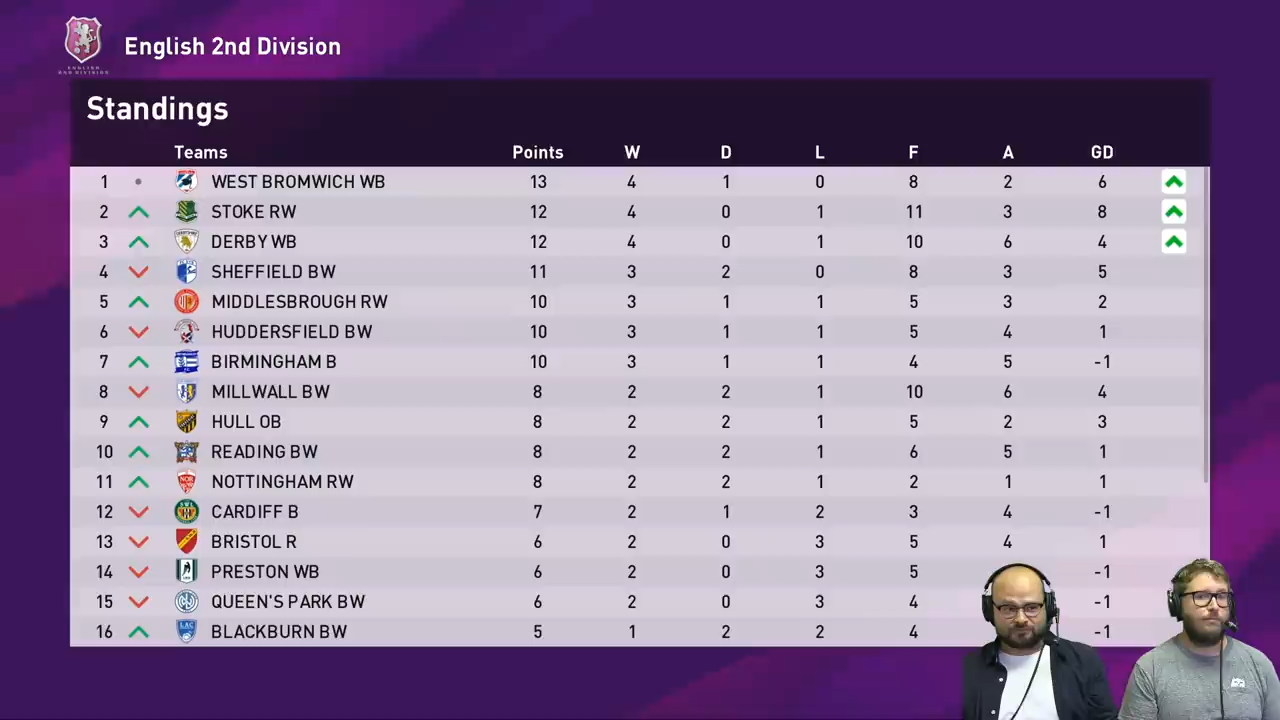 English 2nd Division
Standings
Teams Points W D L F A GD
1 WEST BROMWICH WB 13 4 1 0 8 2 6
2 STOKE RW 12 4 0 1 11 3 8
3 DERBY WB 12 4 0 1 10 6 4
4 SHEFFIELD BW 11 3 2 0 8 3 5
5 MIDDLESBROUGH RW 10 3 1 1 5 3 2
6 HUDDERSFIELD BW 10 3 1 1 5 4 1
7 BIRMINGHAM B 10 3 1 1 4 5 -1
8 MILLWALL BW 8 2 2 1 10 6 4
9 HULL OB 8 2 2 1 5 2 3
10 READING BW 8 2 2 1 6 5 1
11 NOTTINGHAM RW 8 2 2 1 2 1 1
12 CARDIFF B 7 2 1 2 3 4 -1
13 BRISTOL R 6 2 0 3 5 4 1
14 PRESTON WB 6 2 0 3 5 -1
15 QUEEN'S PARK BW 6 2 0 3 4 -1
16 BLACKBURN BW 5 1 2 2 4 -1